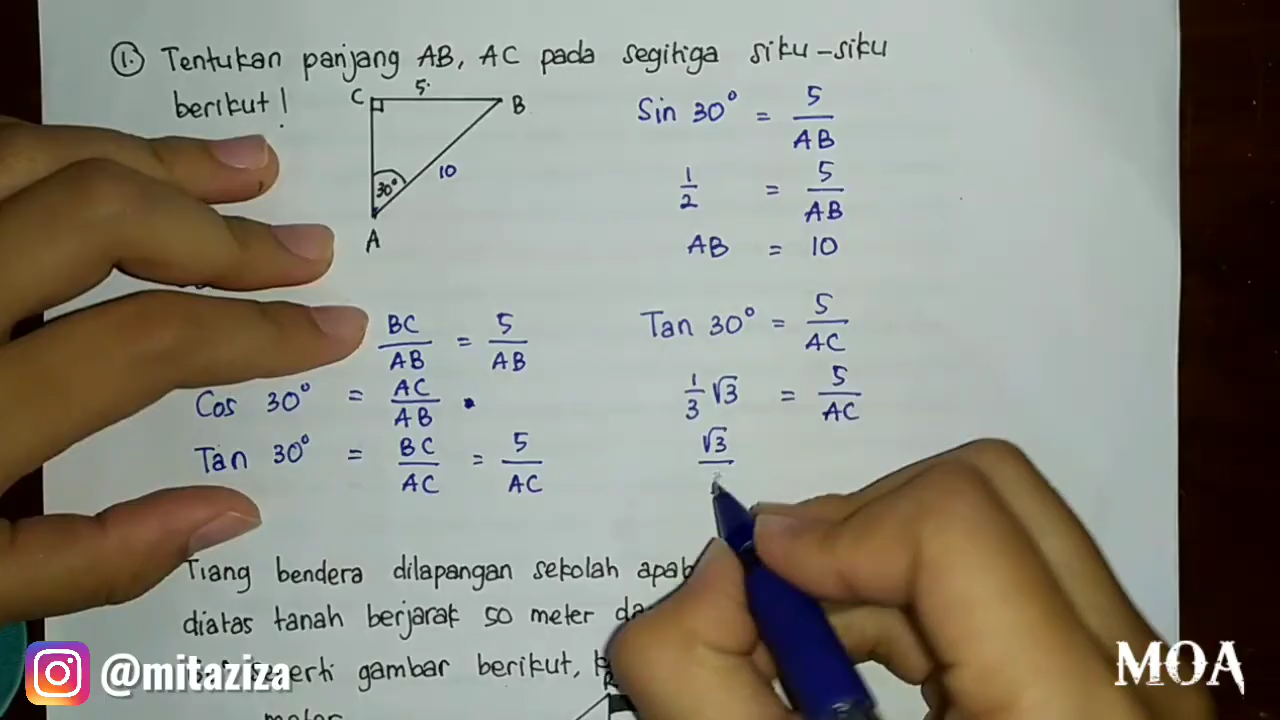 1. Tentukan panjang AB, AC pada segitiga siku-siku
berikut!
C 5 B
30° 10
A
Sin 30° = 5/AB
1/2 = 5/AB
AB = 10
BC/AB = 5/AB
Cos 30° = AC/AB
Tan 30° = BC/AC = 5/AC
Tan 30° = 5/AC
1/3 √3 = 5/AC
√3
Tiang bendera dilapangan sekolah
diatas tanah berjarak 50 meter
gambar berikut,
@mitaziza
MOA